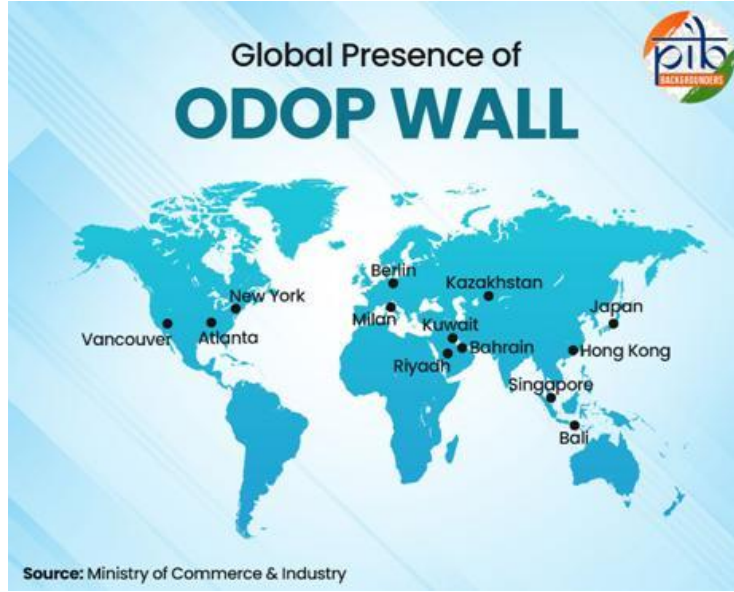 Global Presence of
ODOP WALL
pib
BACKGROUNDERS
Berlin
Kazakhstan
New York
Milan
Japan
Kuwait
Vancouver
Atlanta
Bahrain
Hong Kong
Riyadh
Singapore
Bali
Source: Ministry of Commerce & Industry